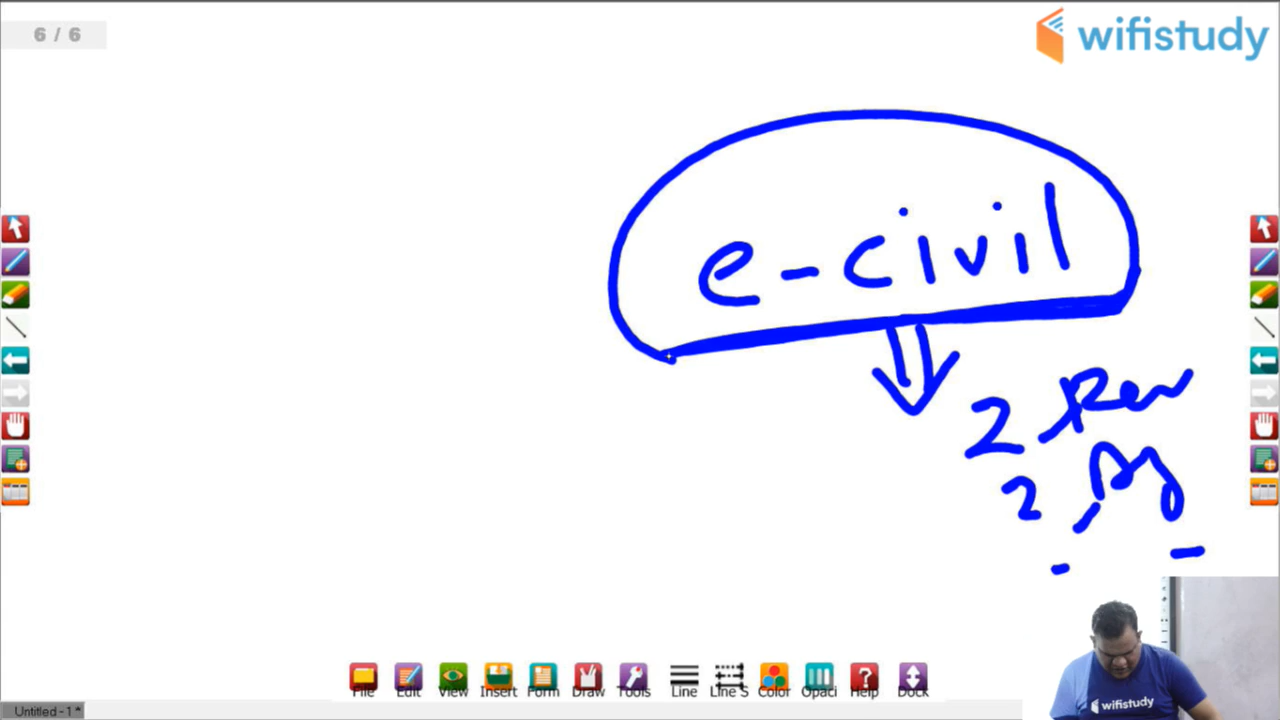 6 / 6
wifistudy
e-civil
2 Rev
2 Ag
File Edit View Insert Form Draw Tools Line Line S Color Opaci Help Dock
wifistudy
Untitled - 1 *